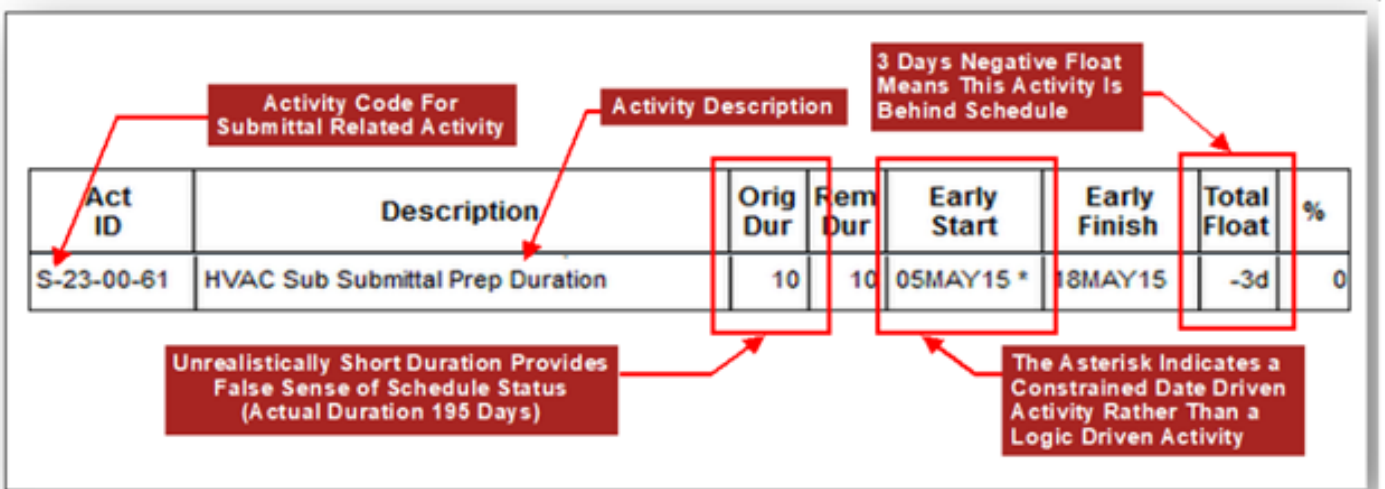 3 Days Negative Float
Means This Activity Is
Behind Schedule
Activity Code For
Submittal Related Activity
Activity Description
Act
ID
Description
Orig
Dur
Rem
Dur
Early
Start
Early
Finish
Total
Float
%
S-23-00-61 HVAC Sub Submittal Prep Duration 10 10 05MAY15 * 18MAY15 -3d 0
Unrealistically Short Duration Provides
False Sense of Schedule Status
(Actual Duration 195 Days)
The Asterisk Indicates a
Constrained Date Driven
Activity Rather Than a
Logic Driven Activity